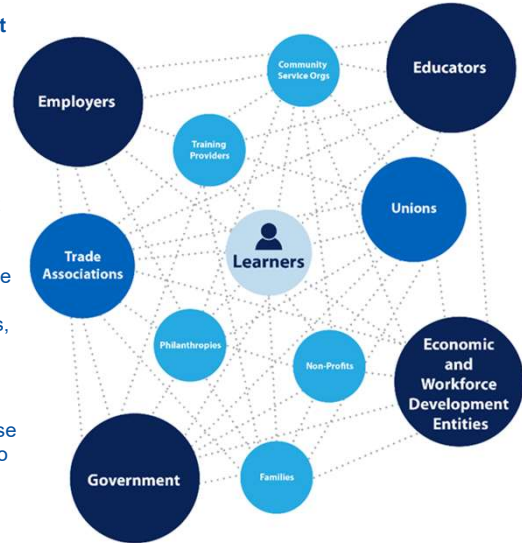 t
Community
Service Orgs
Educators
Employers
Training
Providers
Unions
Learners
Trade
Associations
e
s,
Philanthropies
Non-Profits
Economic
and
Workforce
Development
Entities
se
o
Government
Families